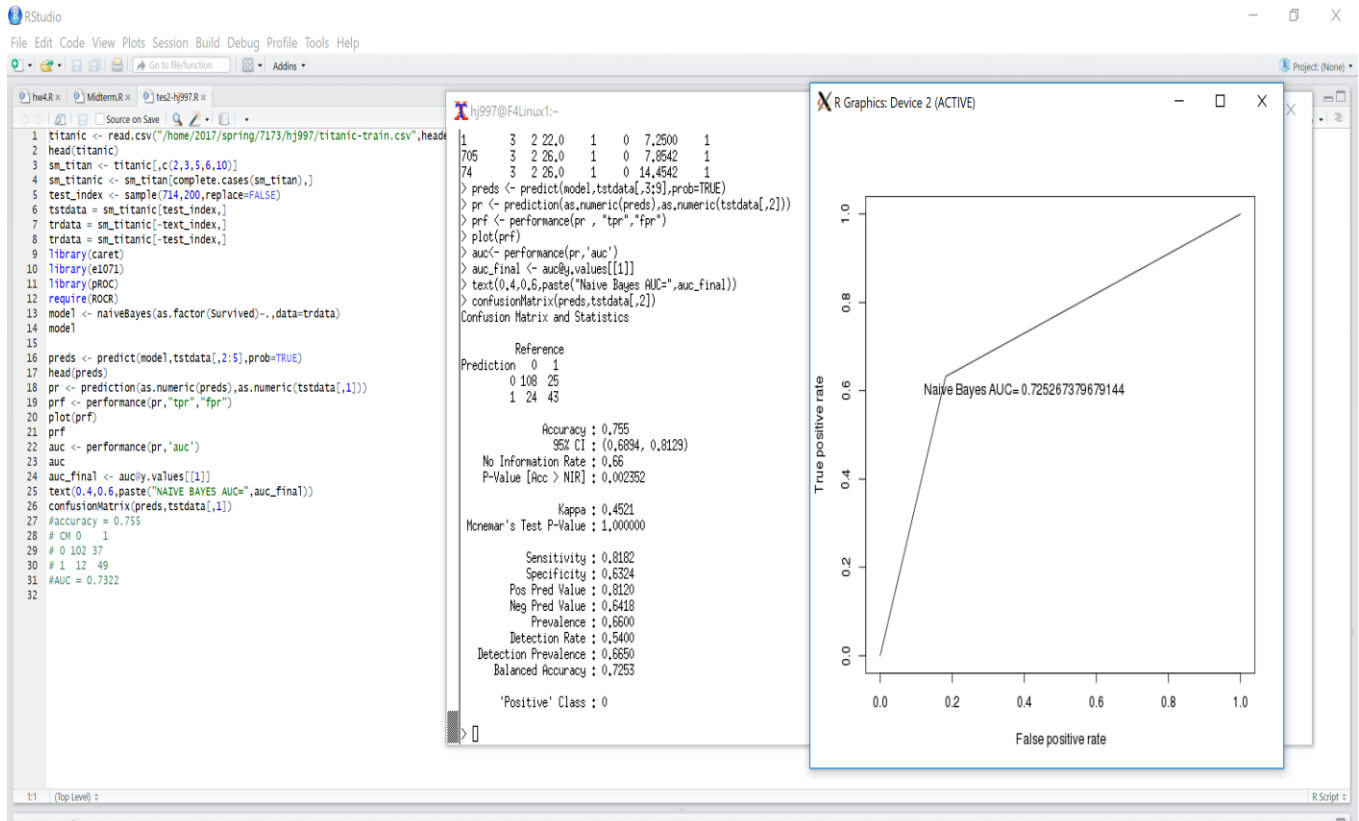 RStudio
File Edit Code View Plots Session Build Debug Profile Tools Help
Go to file/function Addins
Project: (None)
hw4.R × Midterm.R × tes2-hj997.R ×
Source on Save
1 titanic <- read.csv("/home/2017/spring/7173/hj997/titanic-train.csv",heade
2 head(titanic)
3 sm_titan <- titanic[,c(2,3,5,6,10)]
4 sm_titanic <- sm_titan[complete.cases(sm_titan),]
5 test_index <- sample(714,200,replace=FALSE)
6 tstdata = sm_titanic[test_index,]
7 trdata = sm_titanic[-text_index,]
8 trdata = sm_titanic[-test_index,]
9 library(caret)
10 library(e1071)
11 library(pROC)
12 require(ROCR)
13 model <- naiveBayes(as.factor(Survived)~.,data=trdata)
14 model
15
16 preds <- predict(model,tstdata[,2:5],prob=TRUE)
17 head(preds)
18 pr <- prediction(as.numeric(preds),as.numeric(tstdata[,1]))
19 prf <- performance(pr,"tpr","fpr")
20 plot(prf)
21 prf
22 auc <- performance(pr,'auc')
23 auc
24 auc_final <- auc@y.values[[1]]
25 text(0.4,0.6,paste("NAIVE BAYES AUC=",auc_final))
26 confusionMatrix(preds,tstdata[,1])
27 #accuracy = 0.755
28 # CM 0 1
29 # 0 102 37
30 # 1 12 49
31 #AUC = 0.7322
32
1:1 (Top Level)
R Script
hj997@F4Linux1:~
1 3 2 22.0 1 0 7.2500 1
705 3 2 26.0 1 0 7.8542 1
74 3 2 26.0 1 0 14.4542 1
> preds <- predict(model,tstdata[,3:9],prob=TRUE)
> pr <- prediction(as.numeric(preds),as.numeric(tstdata[,2]))
> prf <- performance(pr , "tpr","fpr")
> plot(prf)
> auc<- performance(pr,'auc')
> auc_final <- auc@y.values[[1]]
> text(0.4,0.6,paste("Naive Bayes AUC=",auc_final))
> confusionMatrix(preds,tstdata[,2])
Confusion Matrix and Statistics
Reference
Prediction 0 1
0 108 25
1 24 43
Accuracy : 0.755
95% CI : (0.6894, 0.8129)
No Information Rate : 0.66
P-Value [Acc > NIR] : 0.002352
Kappa : 0.4521
Mcnemar's Test P-Value : 1.000000
Sensitivity : 0.8182
Specificity : 0.6324
Pos Pred Value : 0.8120
Neg Pred Value : 0.6418
Prevalence : 0.6600
Detection Rate : 0.5400
Detection Prevalence : 0.6650
Balanced Accuracy : 0.7253
'Positive' Class : 0
>
R Graphics: Device 2 (ACTIVE)
True positive rate
1.0
0.8
0.6
0.4
0.2
0.0
Naive Bayes AUC= 0.725267379679144
0.0 0.2 0.4 0.6 0.8 1.0
False positive rate